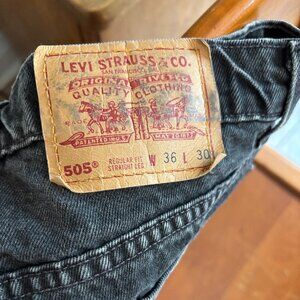 LEVI STRAUSS & CO.
SAN FRANCISCO
ORIGINAL RIVETED
QUALITY CLOTHING
PATENTED MAY 20 1873
505® REGULAR FIT STRAIGHT LEG W 36 L 30